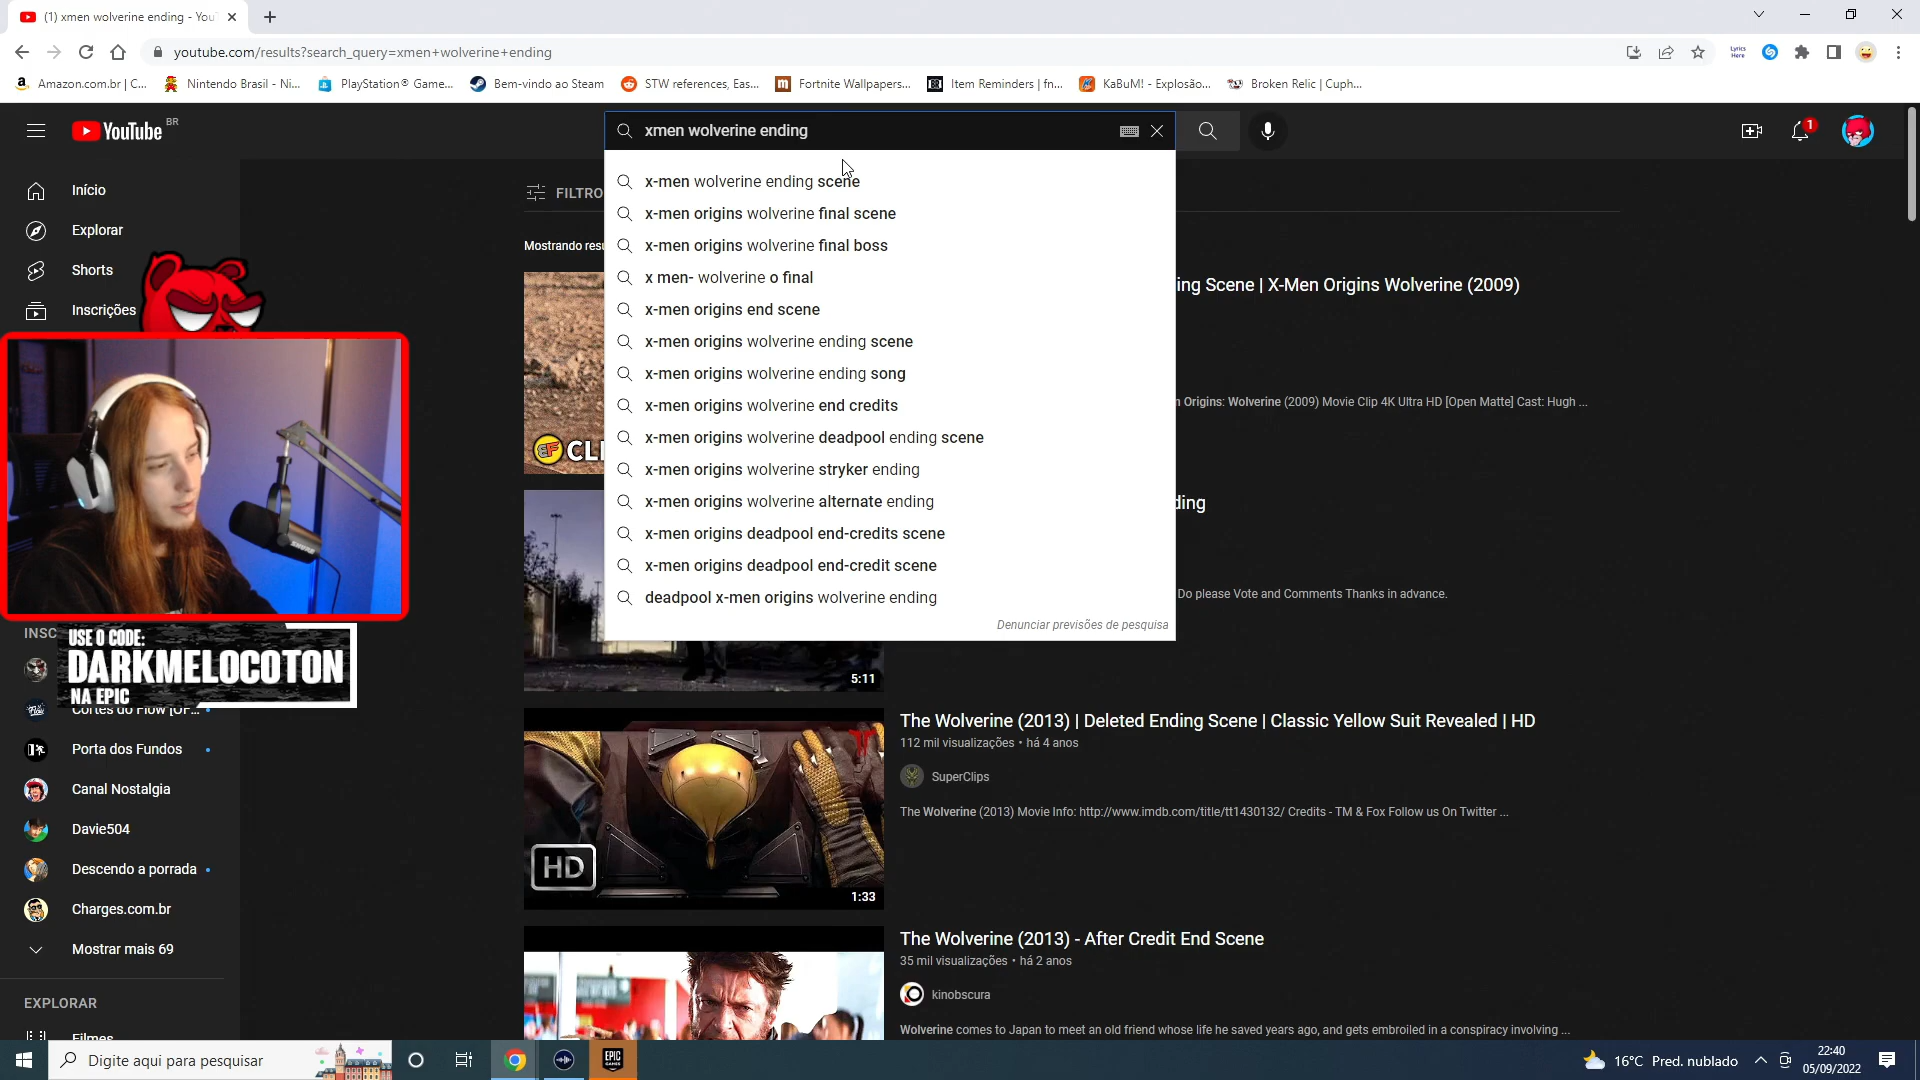 (1) xmen wolverine ending - You
youtube.com/results?search_query=xmen+wolverine+ending
Lyrics Here
Amazon.com.br | C...
Nintendo Brasil - Ni...
PlayStation® Game...
Bem-vindo ao Steam
STW references, Eas...
Fortnite Wallpapers...
Item Reminders | fn...
KaBuM! - Explosão...
Broken Relic | Cuph...
YouTube BR
xmen wolverine ending
1
Início
Explorar
Shorts
Inscrições
FILTRO
Mostrando resu
x-men wolverine ending scene
x-men origins wolverine final scene
x-men origins wolverine final boss
x men- wolverine o final
x-men origins end scene
x-men origins wolverine ending scene
x-men origins wolverine ending song
x-men origins wolverine end credits
x-men origins wolverine deadpool ending scene
x-men origins wolverine stryker ending
x-men origins wolverine alternate ending
x-men origins deadpool end-credits scene
x-men origins deadpool end-credit scene
deadpool x-men origins wolverine ending
Denunciar previsões de pesquisa
ing Scene | X-Men Origins Wolverine (2009)
n Origins: Wolverine (2009) Movie Clip 4K Ultra HD [Open Matte] Cast: Hugh ...
CLI
ding
Do please Vote and Comments Thanks in advance.
5:11
SHURE
INSC
USE O CODE:
DARKMELOCOTON
NA EPIC
Cortes do Flow [OF...
Porta dos Fundos
Canal Nostalgia
Davie504
Descendo a porrada
Charges.com.br
Mostrar mais 69
EXPLORAR
Filmes
The Wolverine (2013) | Deleted Ending Scene | Classic Yellow Suit Revealed | HD
112 mil visualizações • há 4 anos
SuperClips
The Wolverine (2013) Movie Info: http://www.imdb.com/title/tt1430132/ Credits - TM & Fox Follow us On Twitter ...
HD
1:33
The Wolverine (2013) - After Credit End Scene
35 mil visualizações • há 2 anos
kinobscura
Wolverine comes to Japan to meet an old friend whose life he saved years ago, and gets embroiled in a conspiracy involving ...
Digite aqui para pesquisar
EPIC GAMES
16°C Pred. nublado
22:40
05/09/2022